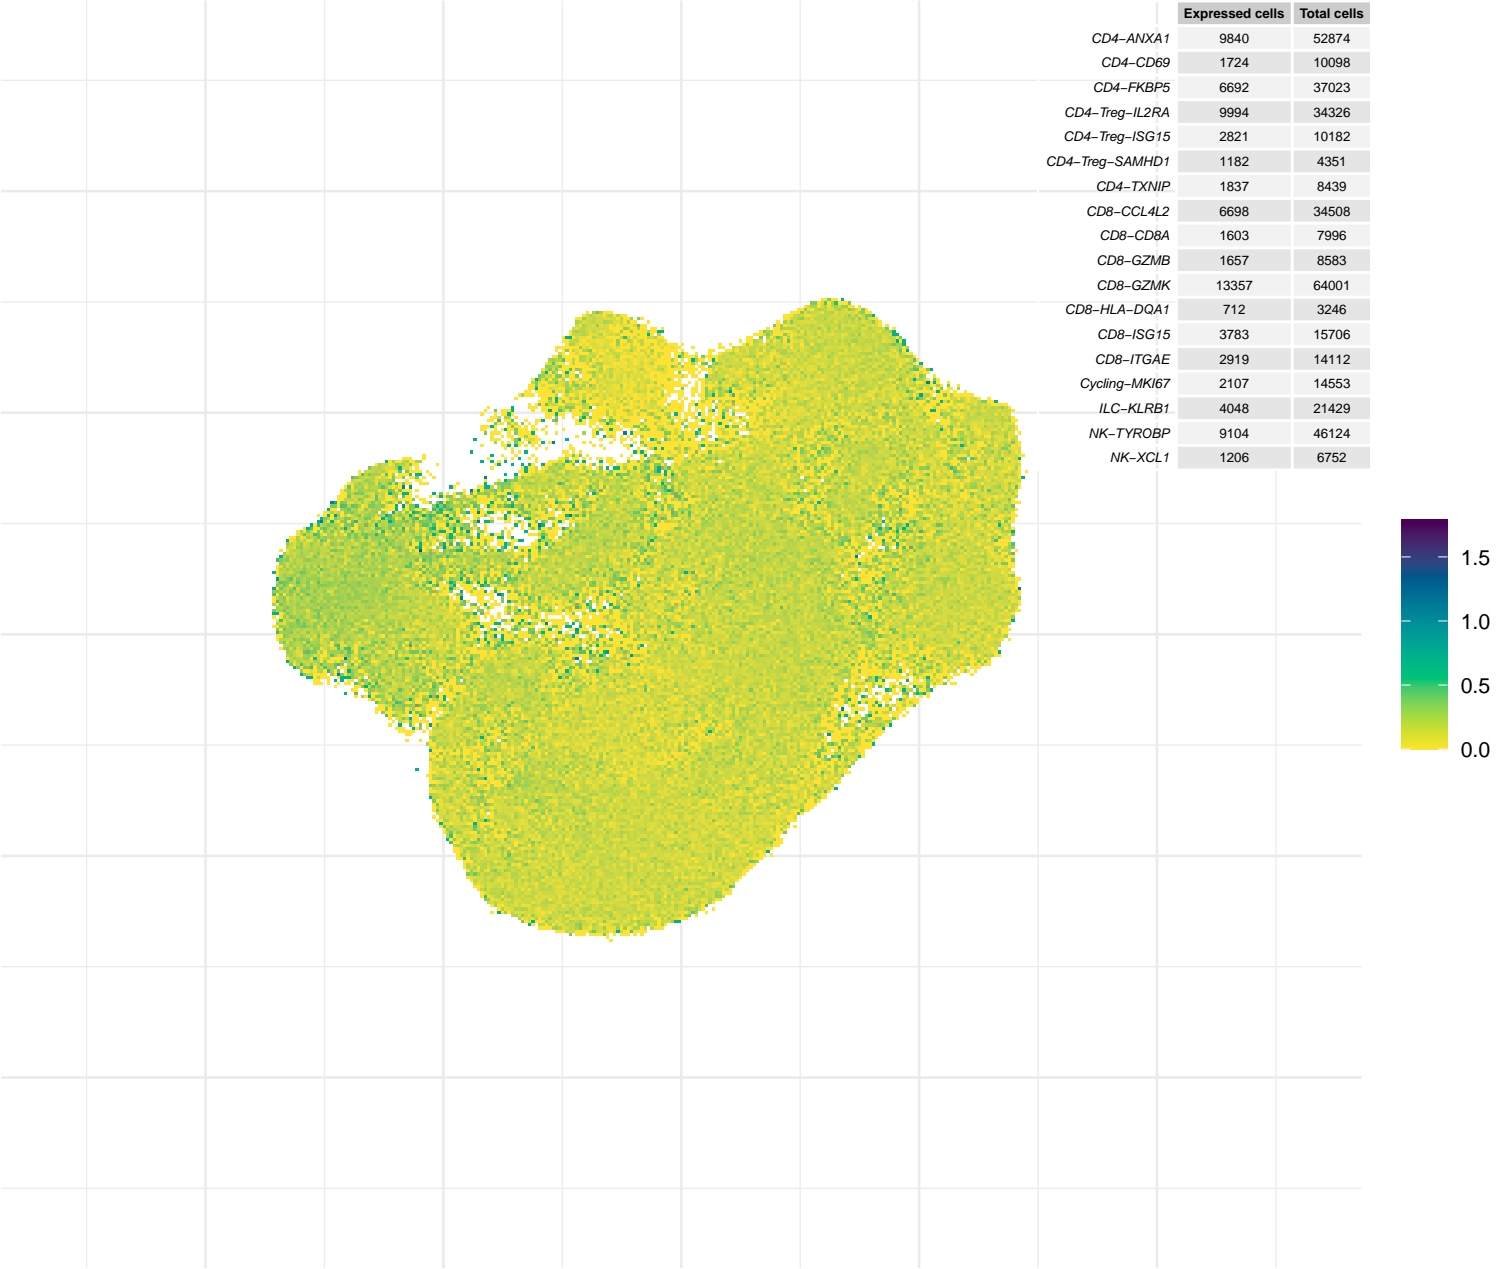 Expressed cells Total cells
CD4−ANXA1 9840 52874
CD4−CD69 1724 10098
CD4−FKBP5 6692 37023
CD4−Treg−IL2RA 9994 34326
CD4−Treg−ISG15 2821 10182
CD4−Treg−SAMHD1 1182 4351
CD4−TXNIP 1837 8439
CD8−CCL4L2 6698 34508
CD8−CD8A 1603 7996
CD8−GZMB 1657 8583
CD8−GZMK 13357 64001
CD8−HLA−DQA1 712 3246
CD8−ISG15 3783 15706
CD8−ITGAE 2919 14112
Cycling−MKI67 2107 14553
ILC−KLRB1 4048 21429
NK−TYROBP 9104 46124
NK−XCL1 1206 6752
1.5
1.0
0.5
0.0